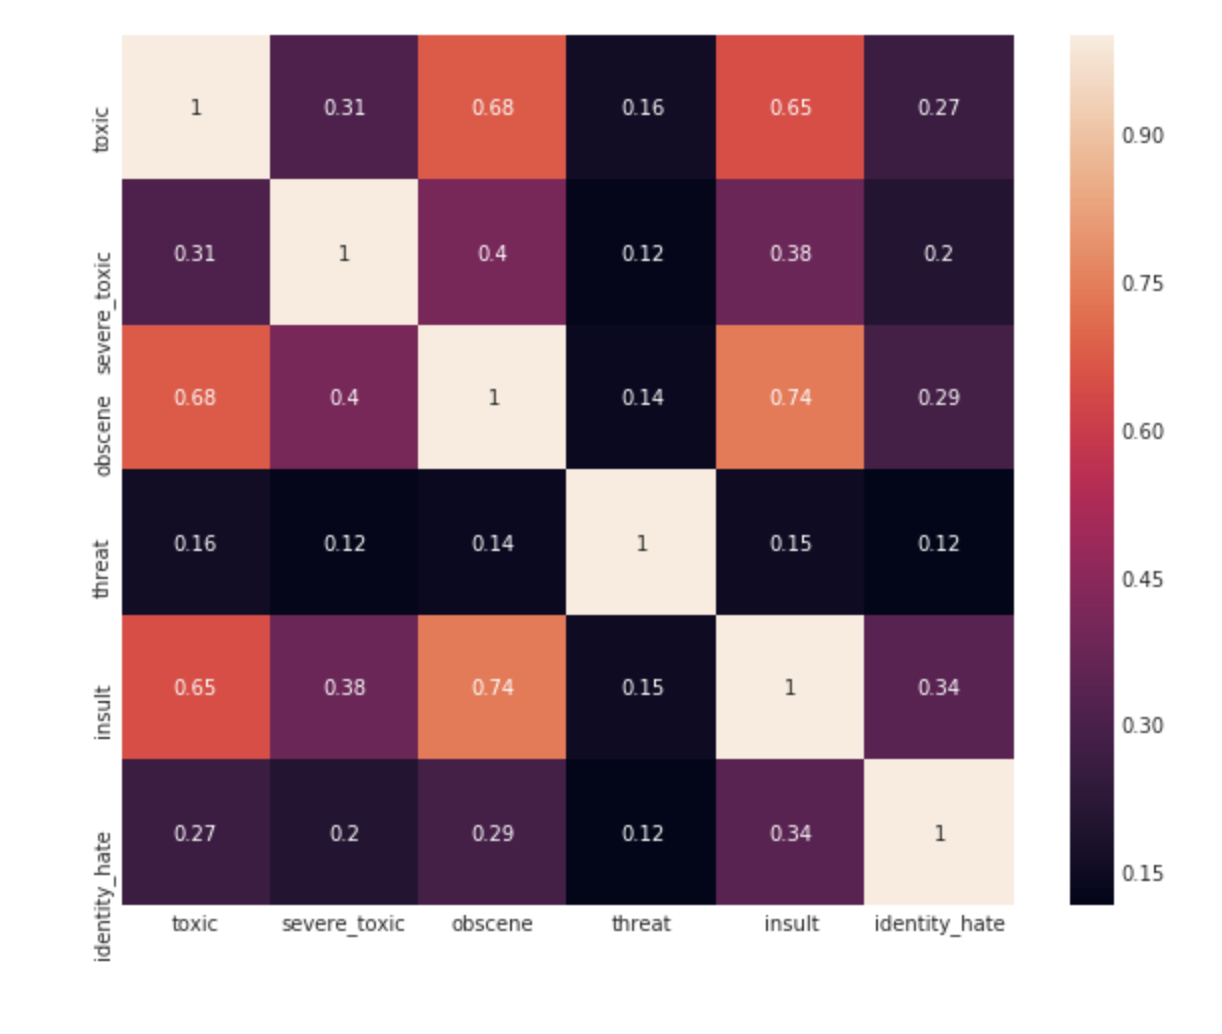 toxic 1 0.31 0.68 0.16 0.65 0.27
severe_toxic 0.31 1 0.4 0.12 0.38 0.2
obscene 0.68 0.4 1 0.14 0.74 0.29
threat 0.16 0.12 0.14 1 0.15 0.12
insult 0.65 0.38 0.74 0.15 1 0.34
identity_hate 0.27 0.2 0.29 0.12 0.34 1
toxic severe_toxic obscene threat insult identity_hate
0.90
0.75
0.60
0.45
0.30
0.15